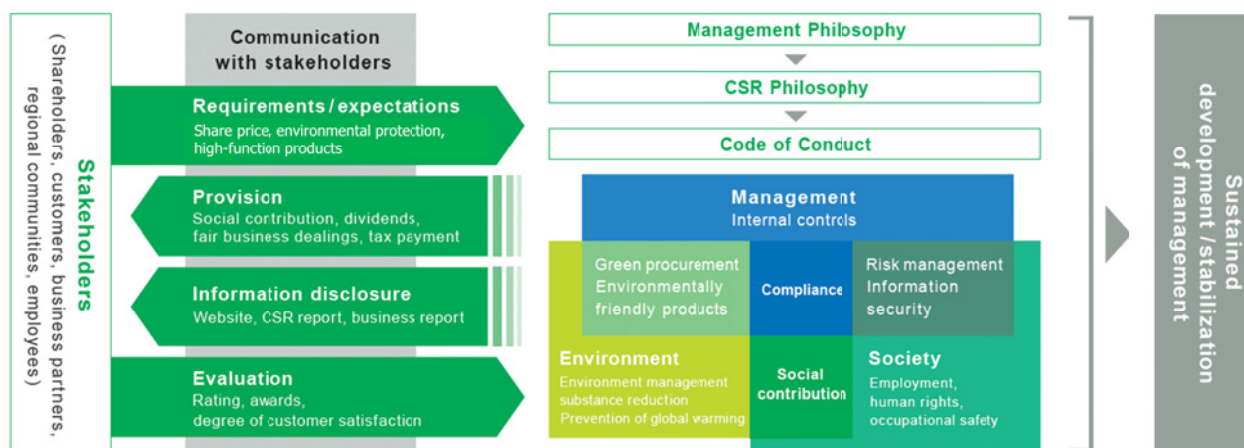 Stakeholders
(Shareholders, customers, business partners,
regional communities, employees)
Communication
with stakeholders
Requirements/expectations
Share price, environmental protection,
high-function products
Provision
Social contribution, dividends,
fair business dealings, tax payment
Information disclosure
Website, CSR report, business report
Evaluation
Rating, awards,
degree of customer satisfaction
Management Philosophy
CSR Philosophy
Code of Conduct
Management
Internal controls
Green procurement
Environmentally
friendly products
Compliance
Risk management
Information
security
Environment
Environment management
substance reduction
Prevention of global warming
Social
contribution
Society
Employment,
human rights,
occupational safety
Sustained
development/stabilization
of management